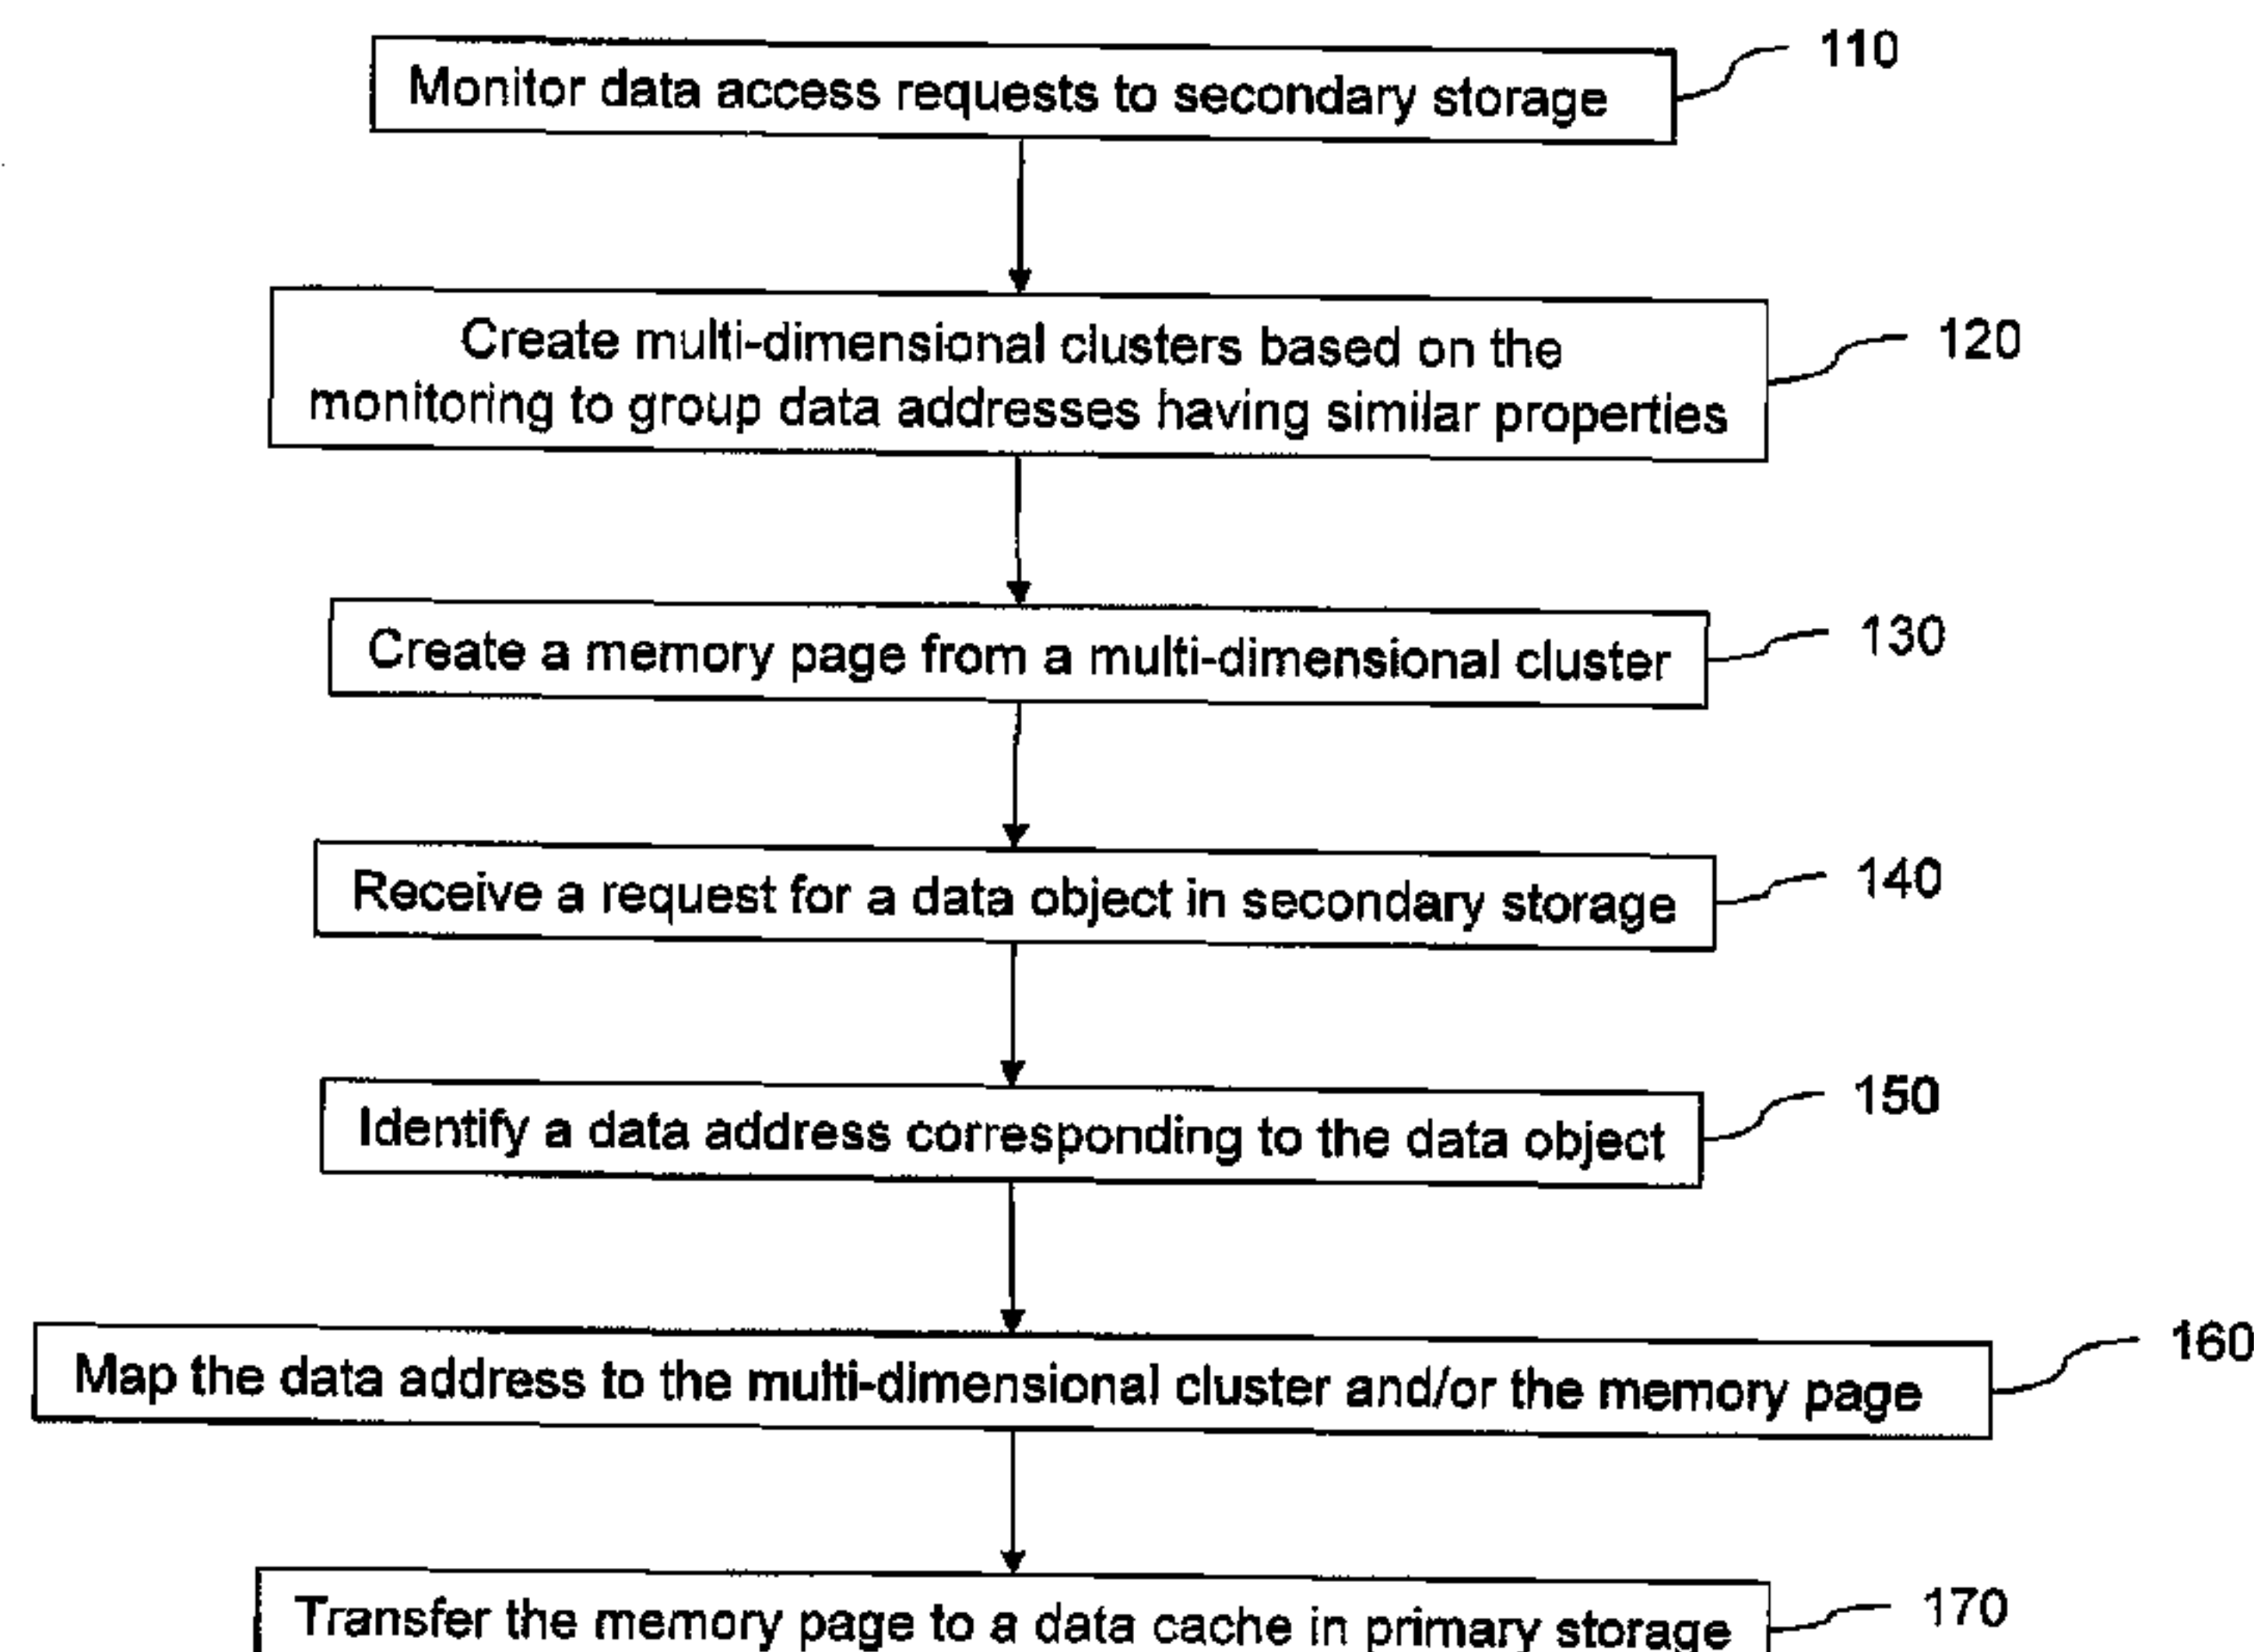 Monitor data access requests to secondary storage
110
Create multi-dimensional clusters based on the
monitoring to group data addresses having similar properties
120
Create a memory page from a multi-dimensional cluster
130
Receive a request for a data object in secondary storage
140
Identify a data address corresponding to the data object
150
Map the data address to the multi-dimensional cluster and/or the memory page
160
Transfer the memory page to a data cache in primary storage
170